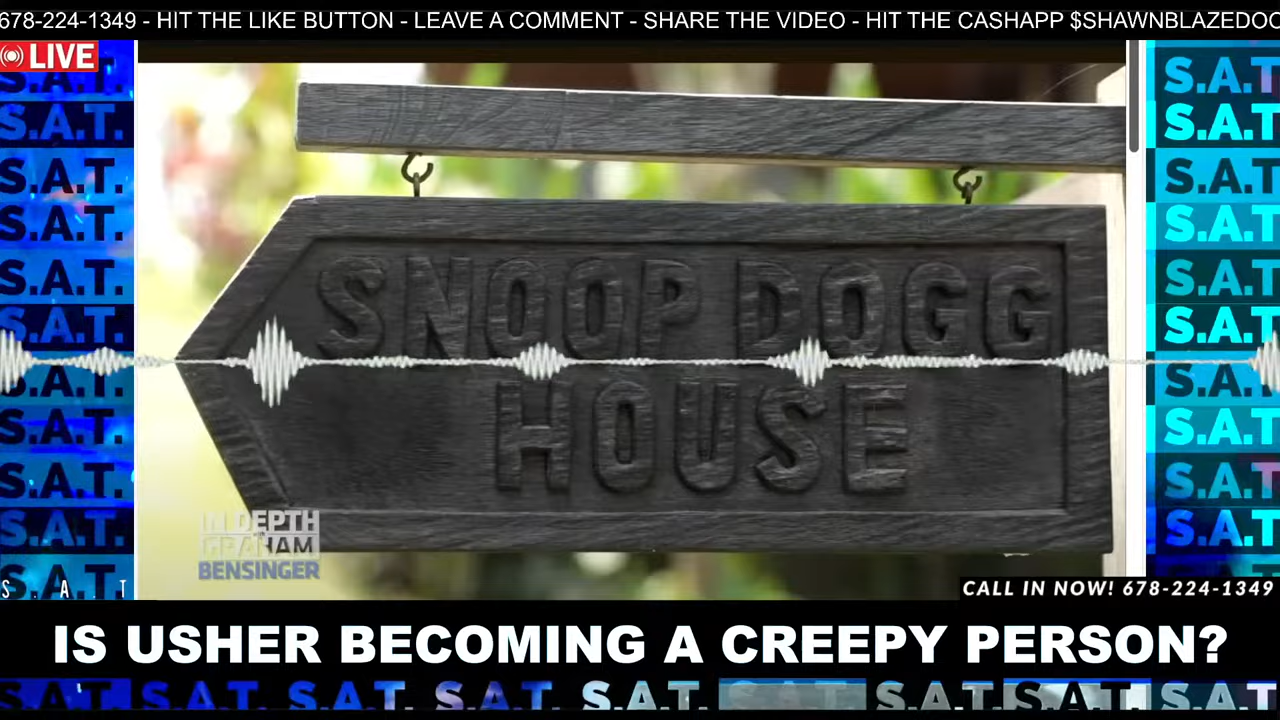 678-224-1349 - HIT THE LIKE BUTTON - LEAVE A COMMENT - SHARE THE VIDEO - HIT THE CASHAPP $SHAWNBLAZEDOC
LIVE
S.A.T.
S.A.T.
S.A.T.
S.A.T.
S.A.T.
S.A.T.
S.A.T.
S.A.T.
S.A.T.
S.A.T.
S.A.T.
S. A. T
SNOOP DOGG
HOUSE
IN DEPTH
GRAHAM
BENSINGER
S.A.T
S.A.T
S.A.T
S.A.T
S.A.T
S.A.T
S.A.T
S.A.T
S.A.T
S.A.T
CALL IN NOW! 678-224-1349
IS USHER BECOMING A CREEPY PERSON?
S.A.T. S.A.T. S.A.T. S.A.T. S.A.T. S.A.T. S.A.T. S.A.T. S.A.T